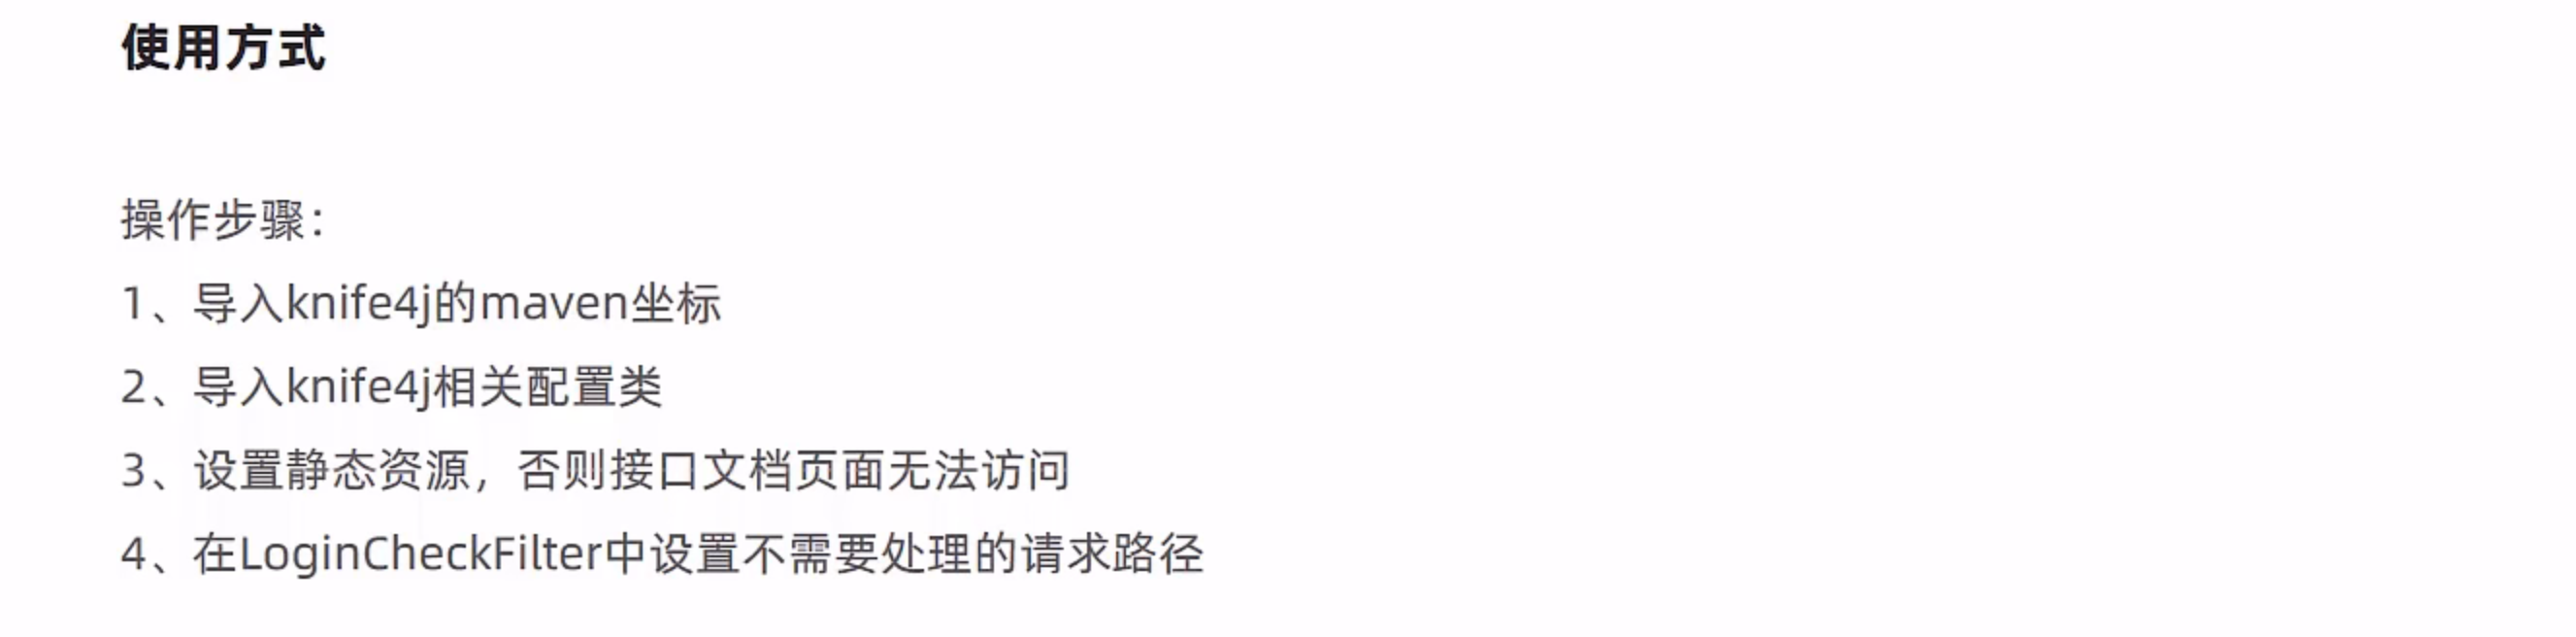 使用方式
操作步骤：
1、导入knife4j的maven坐标
2、导入knife4j相关配置类
3、设置静态资源，否则接口文档页面无法访问
4、在LoginCheckFilter中设置不需要处理的请求路径